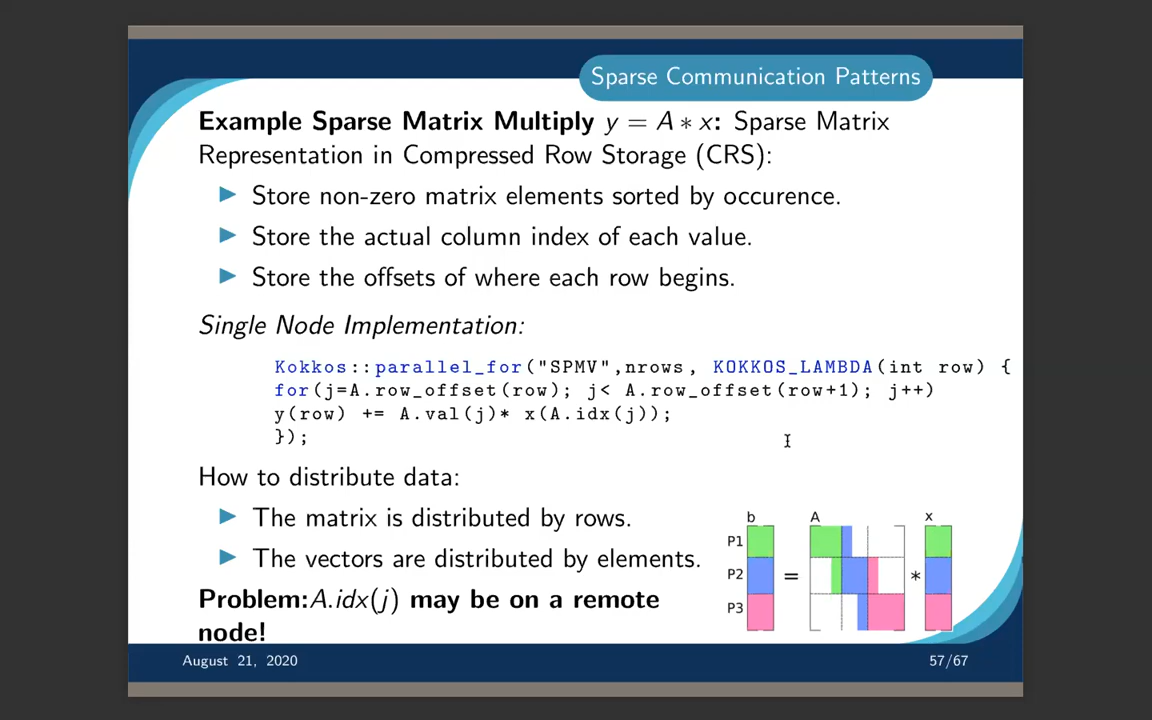 Sparse Communication Patterns
Example Sparse Matrix Multiply y = A ∗ x: Sparse Matrix
Representation in Compressed Row Storage (CRS):
▶ Store non-zero matrix elements sorted by occurence.
▶ Store the actual column index of each value.
▶ Store the offsets of where each row begins.
Single Node Implementation:
Kokkos::parallel_for("SPMV",nrows, KOKKOS_LAMBDA(int row) {
for(j=A.row_offset(row); j< A.row_offset(row+1); j++)
y(row) += A.val(j)* x(A.idx(j));
});
How to distribute data:
▶ The matrix is distributed by rows.
▶ The vectors are distributed by elements.
Problem:A.idx(j) may be on a remote
node!
b A x
P1
P2 = *
P3
August 21, 2020 57/67